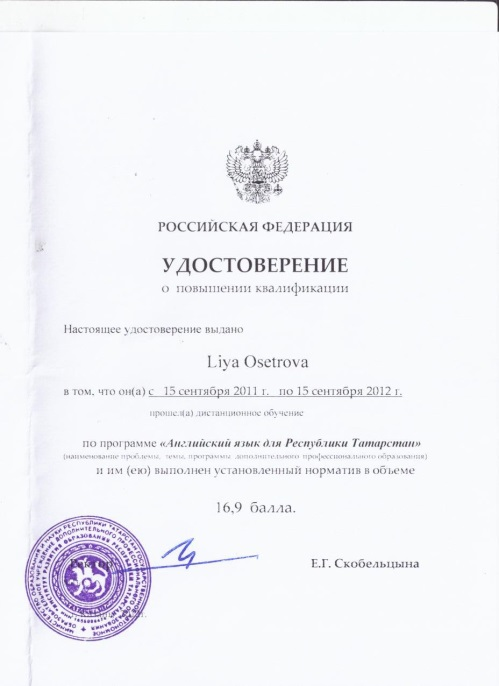 РОССИЙСКАЯ ФЕДЕРАЦИЯ
УДОСТОВЕРЕНИЕ
о повышении квалификации
Настоящее удостоверение выдано
Liya Osetrova
в том, что он(а) с 15 сентября 2011 г. по 15 сентября 2012 г.
прошел(а) дистанционное обучение
по программе «Английский язык для Республики Татарстан»
(наименование проблемы, темы, программы дополнительного профессионального образования)
и им (ею) выполнен установленный норматив в объеме
16,9 балла.
Ректор Е.Г. Скобельцына